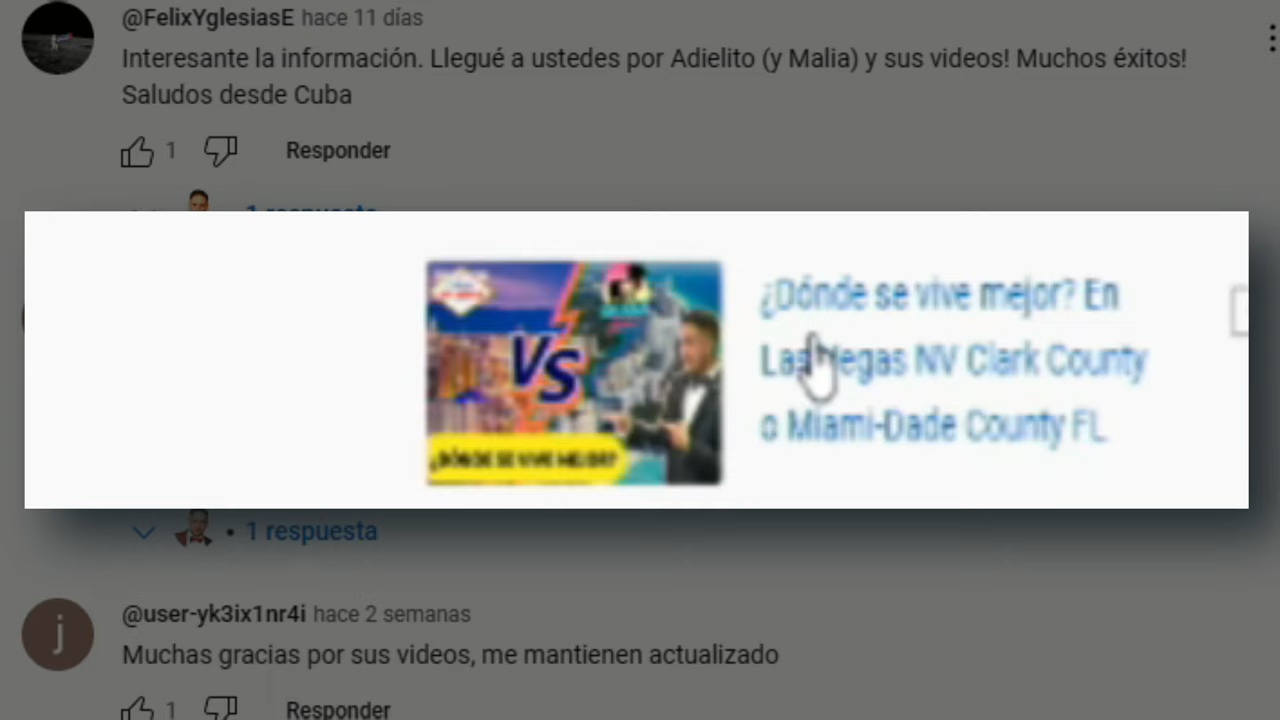 @FelixYglesiasE hace 11 días
Interesante la información. Llegué a ustedes por Adielito (y Malia) y sus videos! Muchos éxitos!
Saludos desde Cuba
1 Responder
1 respuesta
VS
¿DÓNDE SE VIVE MEJOR?
¿Dónde se vive mejor? En
Las Vegas NV Clark County
o Miami-Dade County FL
• 1 respuesta
j
@user-yk3ix1nr4i hace 2 semanas
Muchas gracias por sus videos, me mantienen actualizado
1 Responder